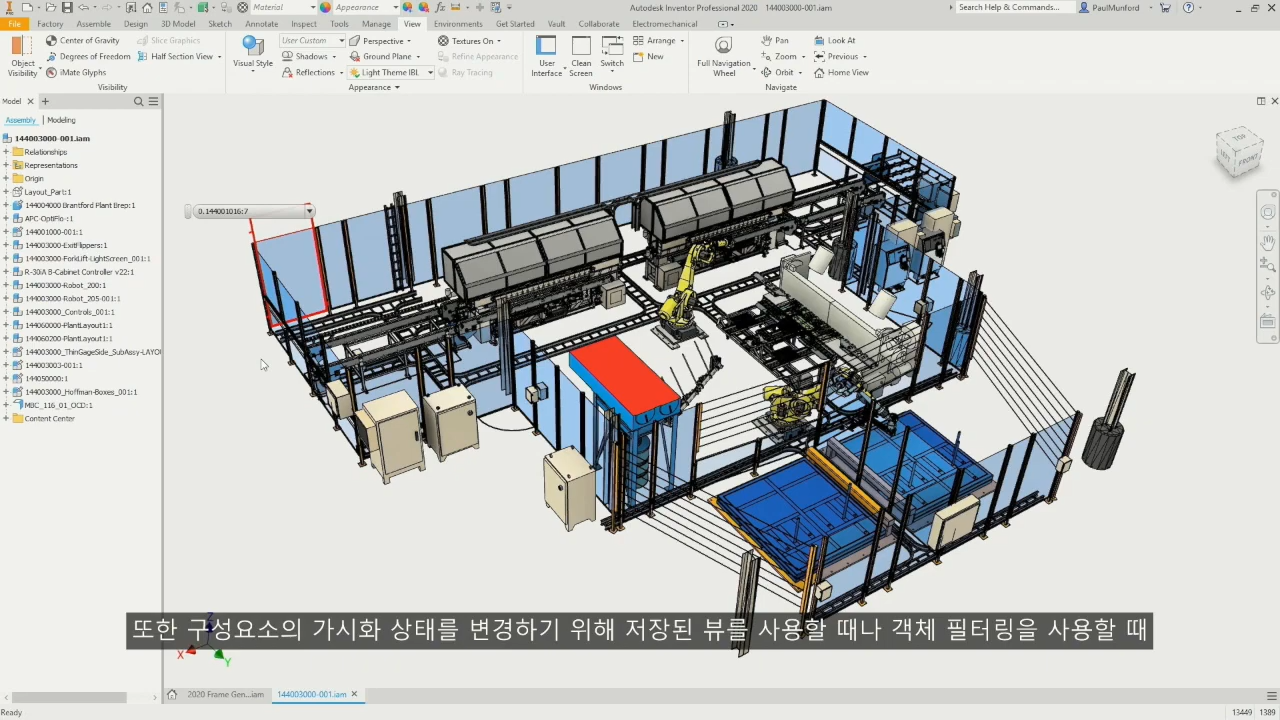 Material
Appearance
Autodesk Inventor Professional 2020 144003000-001.iam
Search Help & Commands...
PaulMunford
File
Factory
Assemble
Design
3D Model
Sketch
Annotate
Inspect
Tools
Manage
View
Environments
Get Started
Vault
Collaborate
Electromechanical
Object Visibility
Center of Gravity
Degrees of Freedom
iMate Glyphs
Slice Graphics
Half Section View
Visibility
Visual Style
User Custom
Shadows
Reflections
Perspective
Ground Plane
Light Theme IBL
Textures On
Refine Appearance
Ray Tracing
Appearance
User Interface
Clean Screen
Switch
Arrange
New
Windows
Full Navigation Wheel
Pan
Zoom
Orbit
Look At
Previous
Home View
Navigate
Model
Assembly
Modeling
144003000-001.iam
Relationships
Representations
Origin
Layout_Part:1
144004000 Brantford Plant Brep:1
APC-OptiFlo-:1
144001000-001:1
144003000-ExitFlippers:1
144003000-ForkLift-LightScreen_001:1
R-30iA B-Cabinet Controller v22:1
144003000-Robot_200:1
144003000-Robot_205-001:1
144003000_Controls_001:1
144060000-PlantLayout1:1
144060200-PlantLayout1:1
144003000_ThinGageSide_SubAssy-LAYO
144003003-001:1
144050000:1
144003000_Hoffman-Boxes_001:1
MBC_116_01_OCD:1
Content Center
0.144001016:7
TOP
LEFT
FRONT
또한 구성요소의 가시화 상태를 변경하기 위해 저장된 뷰를 사용할 때나 객체 필터링을 사용할 때
Z
X
Y
2020 Frame Gen...iam
144003000-001.iam
Ready
13449
1389